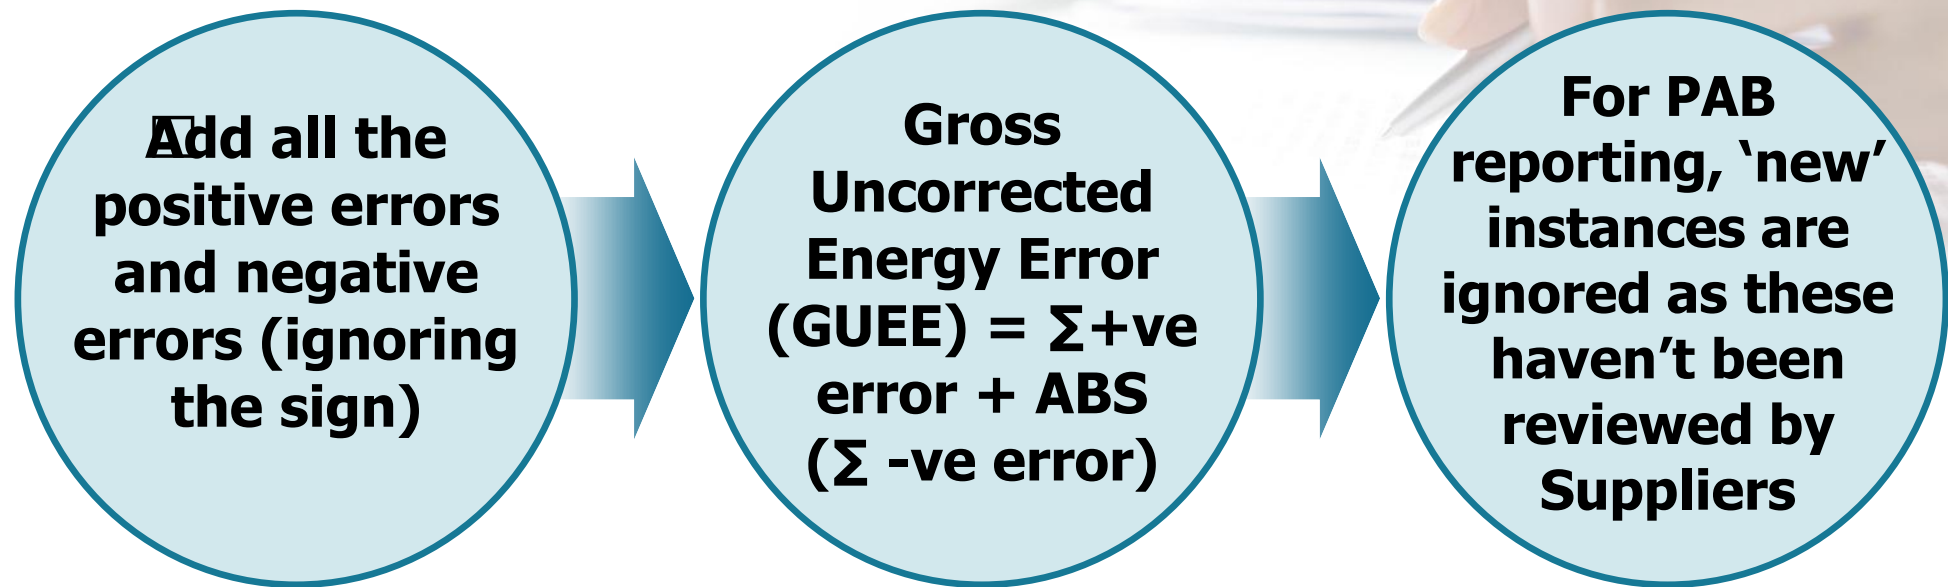 Add all the
positive errors
and negative
errors (ignoring
the sign)
Gross
Uncorrected
Energy Error
(GUEE) = ∑+ve
error + ABS
(∑ -ve error)
For PAB
reporting, ‘new’
instances are
ignored as these
haven’t been
reviewed by
Suppliers